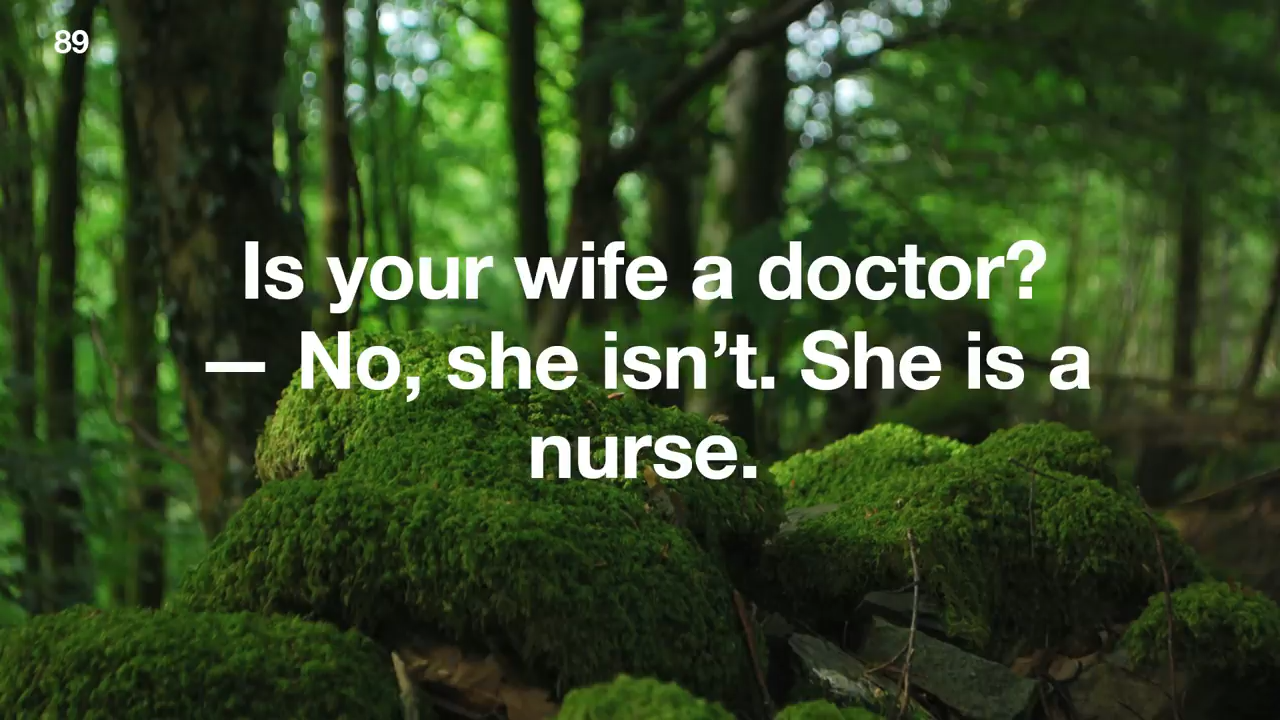 89
Is your wife a doctor?
— No, she isn’t. She is a
nurse.